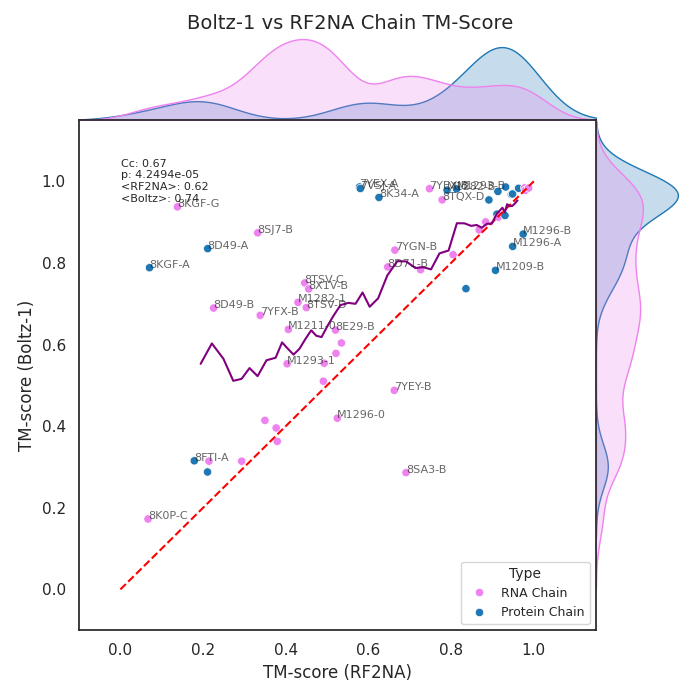 Boltz-1 vs RF2NA Chain TM-Score
Cc: 0.67
p: 4.2494e-05
<RF2NA>: 0.62
<Boltz>: 0.74
8KGF-G
8K34-A
8TQX-D
8SJ7-B
8D49-A
8KGF-A
7YGN-B
8D71-B
M1296-B
M1296-A
M1209-B
8TSV-C
8X1V-B
M1282-1
8D49-B
7YFX-B
M1211-0
8E29-B
M1293-1
7YEY-B
M1296-0
8FTI-A
8SA3-B
8K0P-C
1.0
0.8
0.6
0.4
0.2
0.0
TM-score (Boltz-1)
0.0
0.2
0.4
0.6
0.8
1.0
TM-score (RF2NA)
Type
RNA Chain
Protein Chain